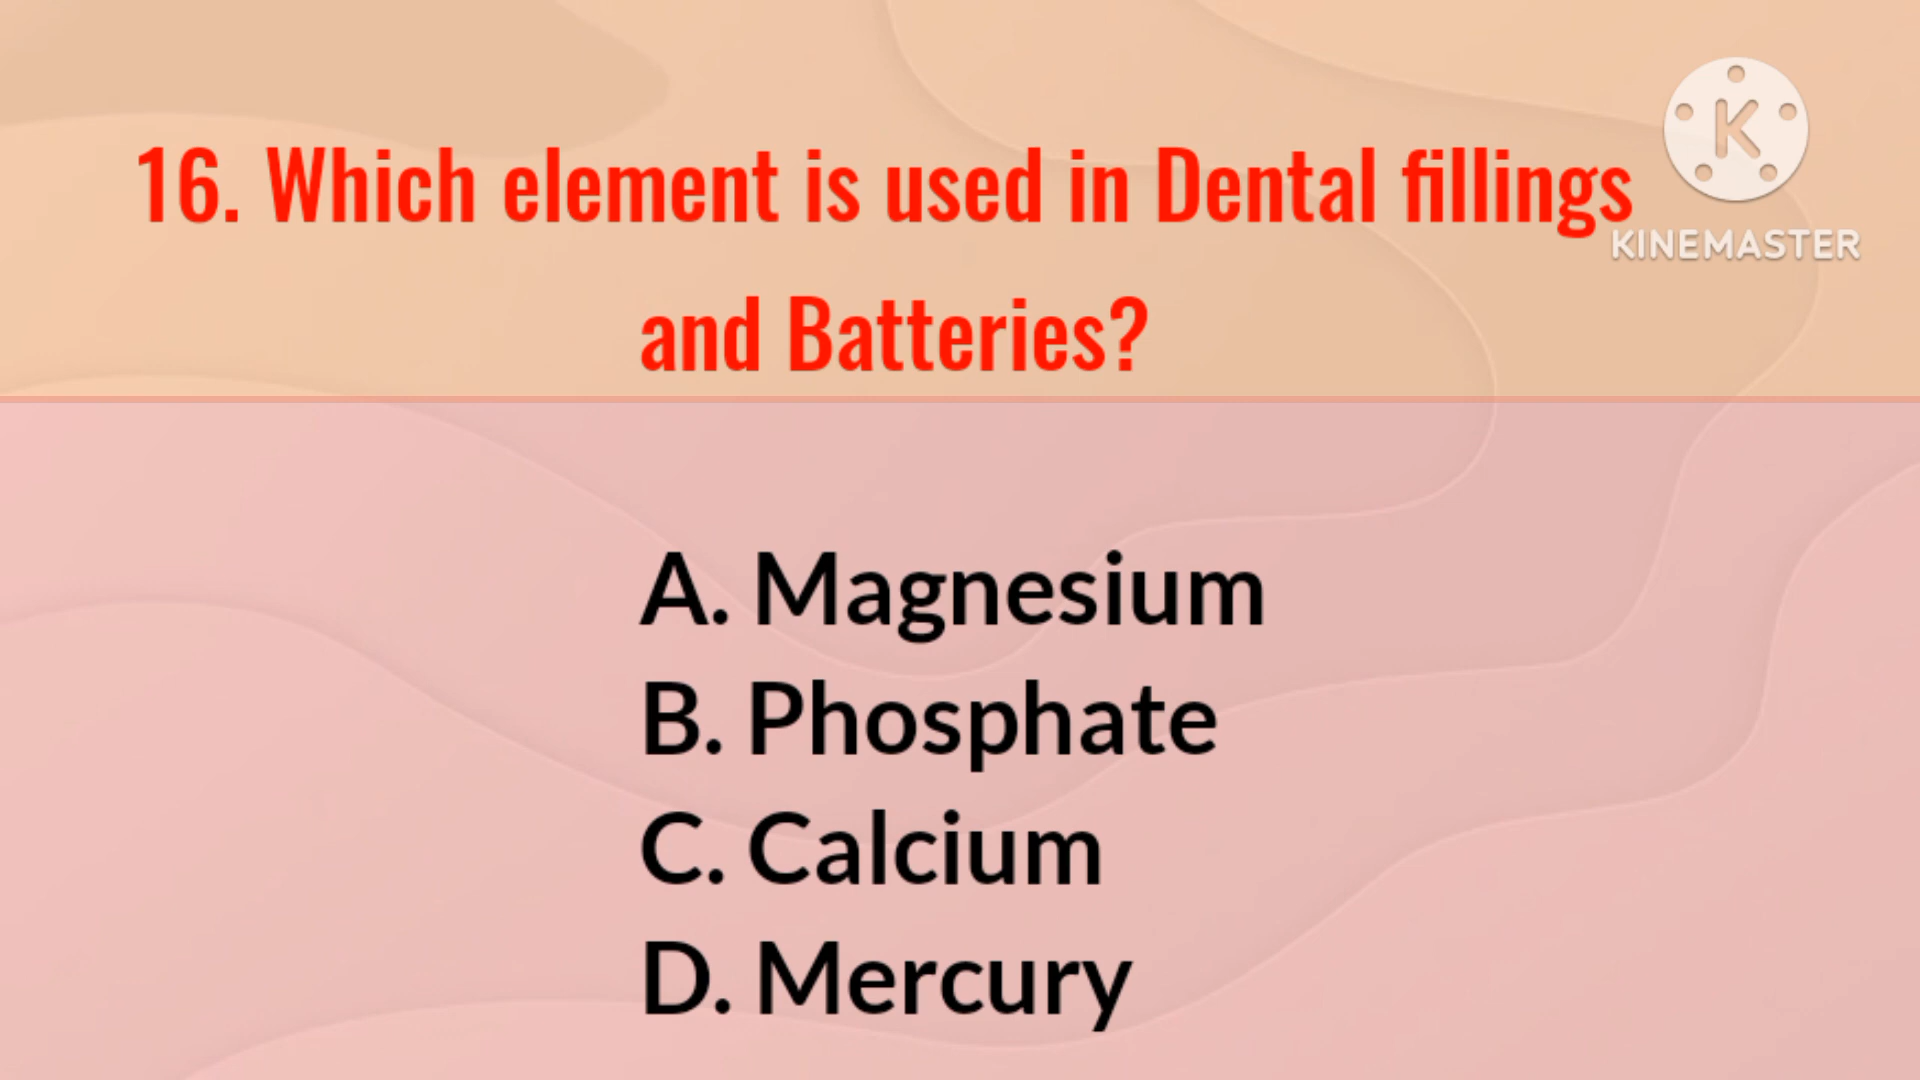 16. Which element is used in Dental fillings
and Batteries?
K
KINEMASTER
A. Magnesium
B. Phosphate
C. Calcium
D. Mercury